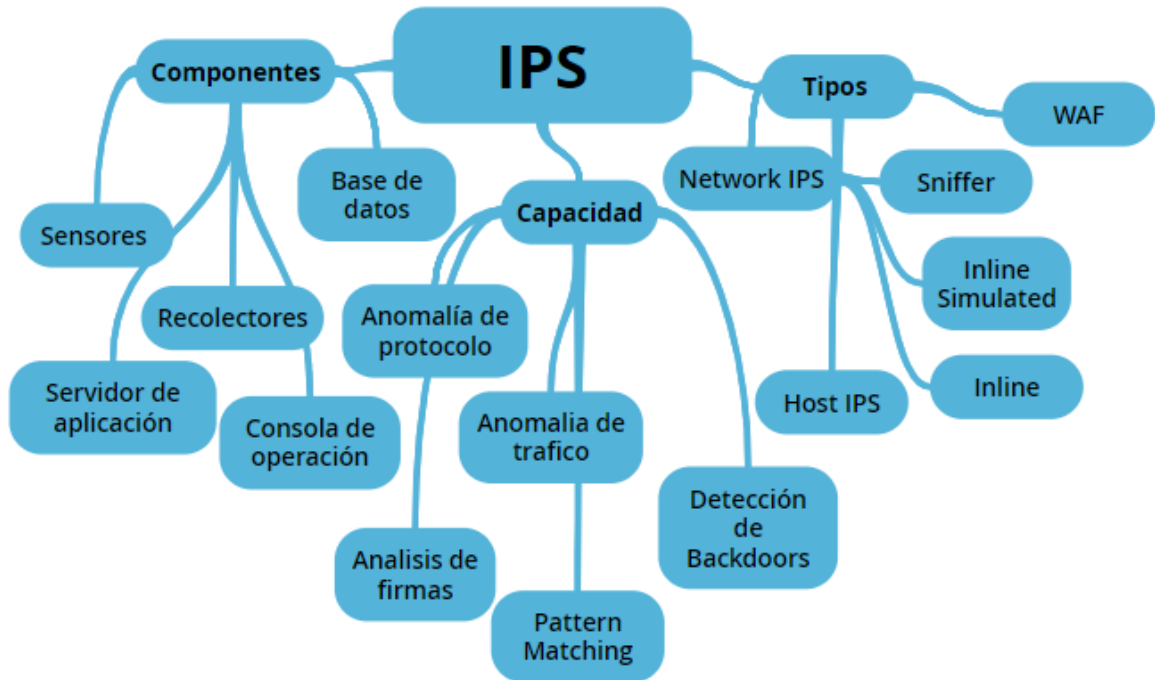 IPS
Componentes
Sensores
Servidor de
aplicación
Recolectores
Consola de
operación
Base de
datos
Capacidad
Anomalía de
protocolo
Analisis de
firmas
Anomalia de
trafico
Pattern
Matching
Detección
de
Backdoors
Tipos
Network IPS
Sniffer
Inline
Simulated
Inline
Host IPS
WAF